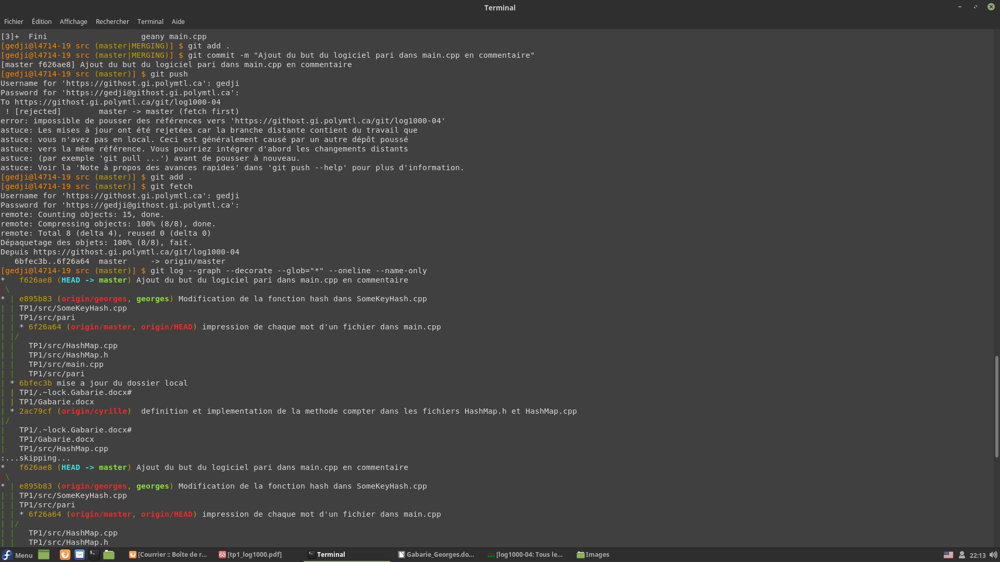 Terminal
Fichier Édition Affichage Rechercher Terminal Aide
[3]+  Fini                    geany main.cpp
[gedji@l4714-19 src (master|MERGING)] $ git add .
[gedji@l4714-19 src (master|MERGING)] $ git commit -m "Ajout du but du logiciel pari dans main.cpp en commentaire"
[master f626ae8] Ajout du but du logiciel pari dans main.cpp en commentaire
[gedji@l4714-19 src (master)] $ git push
Username for 'https://githost.gi.polymtl.ca': gedji
Password for 'https://gedji@githost.gi.polymtl.ca':
To https://githost.gi.polymtl.ca/git/log1000-04
 ! [rejected]        master -> master (fetch first)
error: impossible de pousser des références vers 'https://githost.gi.polymtl.ca/git/log1000-04'
astuce: Les mises à jour ont été rejetées car la branche distante contient du travail que
astuce: vous n'avez pas en local. Ceci est généralement causé par un autre dépôt poussé
astuce: vers la même référence. Vous pourriez intégrer d'abord les changements distants
astuce: (par exemple 'git pull ...') avant de pousser à nouveau.
astuce: Voir la 'Note à propos des avances rapides' dans 'git push --help' pour plus d'information.
[gedji@l4714-19 src (master)] $ git add .
[gedji@l4714-19 src (master)] $ git fetch
Username for 'https://githost.gi.polymtl.ca': gedji
Password for 'https://gedji@githost.gi.polymtl.ca':
remote: Counting objects: 15, done.
remote: Compressing objects: 100% (8/8), done.
remote: Total 8 (delta 4), reused 0 (delta 0)
Dépaquetage des objets: 100% (8/8), fait.
Depuis https://githost.gi.polymtl.ca/git/log1000-04
   6bfec3b..6f26a64  master     -> origin/master
[gedji@l4714-19 src (master)] $ git log --graph --decorate --glob="*" --oneline --name-only
*   f626ae8 (HEAD -> master) Ajout du but du logiciel pari dans main.cpp en commentaire
|\
* | e895b83 (origin/georges, georges) Modification de la fonction hash dans SomeKeyHash.cpp
| | TP1/src/SomeKeyHash.cpp
| | TP1/src/pari
| | * 6f26a64 (origin/master, origin/HEAD) impression de chaque mot d'un fichier dans main.cpp
| |/
| |   TP1/src/HashMap.cpp
| |   TP1/src/HashMap.h
| |   TP1/src/main.cpp
| |   TP1/src/pari
| * 6bfec3b mise a jour du dossier local
| | TP1/.~lock.Gabarie.docx#
| | TP1/Gabarie.docx
| * 2ac79cf (origin/cyrille)  definition et implementation de la methode compter dans les fichiers HashMap.h et HashMap.cpp
|/
|   TP1/.~lock.Gabarie.docx#
|   TP1/Gabarie.docx
|   TP1/src/HashMap.cpp
:...skipping...
*   f626ae8 (HEAD -> master) Ajout du but du logiciel pari dans main.cpp en commentaire
|\
* | e895b83 (origin/georges, georges) Modification de la fonction hash dans SomeKeyHash.cpp
| | TP1/src/SomeKeyHash.cpp
| | TP1/src/pari
| | * 6f26a64 (origin/master, origin/HEAD) impression de chaque mot d'un fichier dans main.cpp
| |/
| |   TP1/src/HashMap.cpp
| |   TP1/src/HashMap.h
Menu [Courrier :: Boîte de r... [tp1_log1000.pdf] Terminal Gabarie_Georges.do... [log1000-04: Tous le... Images 22:13